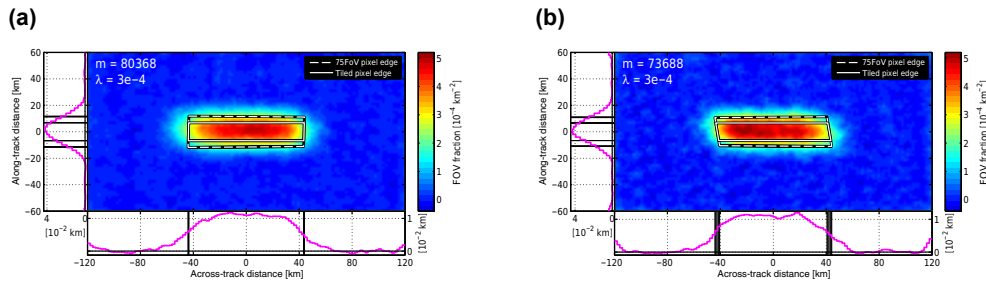 (a)
(b)
60
40
20
0
−20
−40
−60
Along-track distance [km]
m = 80368
λ = 3e-4
75FoV pixel edge
Tiled pixel edge
5
4
3
2
1
0
FOV fraction [10⁻⁴ km⁻²]
4 0
[10⁻² km]
1
0
[10⁻² km]
−120 −80 −40 0 40 80 120
Across-track distance [km]
60
40
20
0
−20
−40
−60
Along-track distance [km]
m = 73688
λ = 3e-4
75FoV pixel edge
Tiled pixel edge
5
4
3
2
1
0
FOV fraction [10⁻⁴ km⁻²]
4 0
[10⁻² km]
1
0
[10⁻² km]
−120 −80 −40 0 40 80 120
Across-track distance [km]